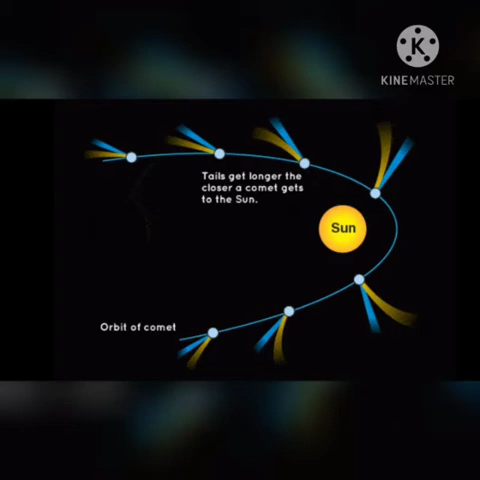 K
KINEMASTER
Tails get longer the
closer a comet gets
to the Sun.
Sun
Orbit of comet